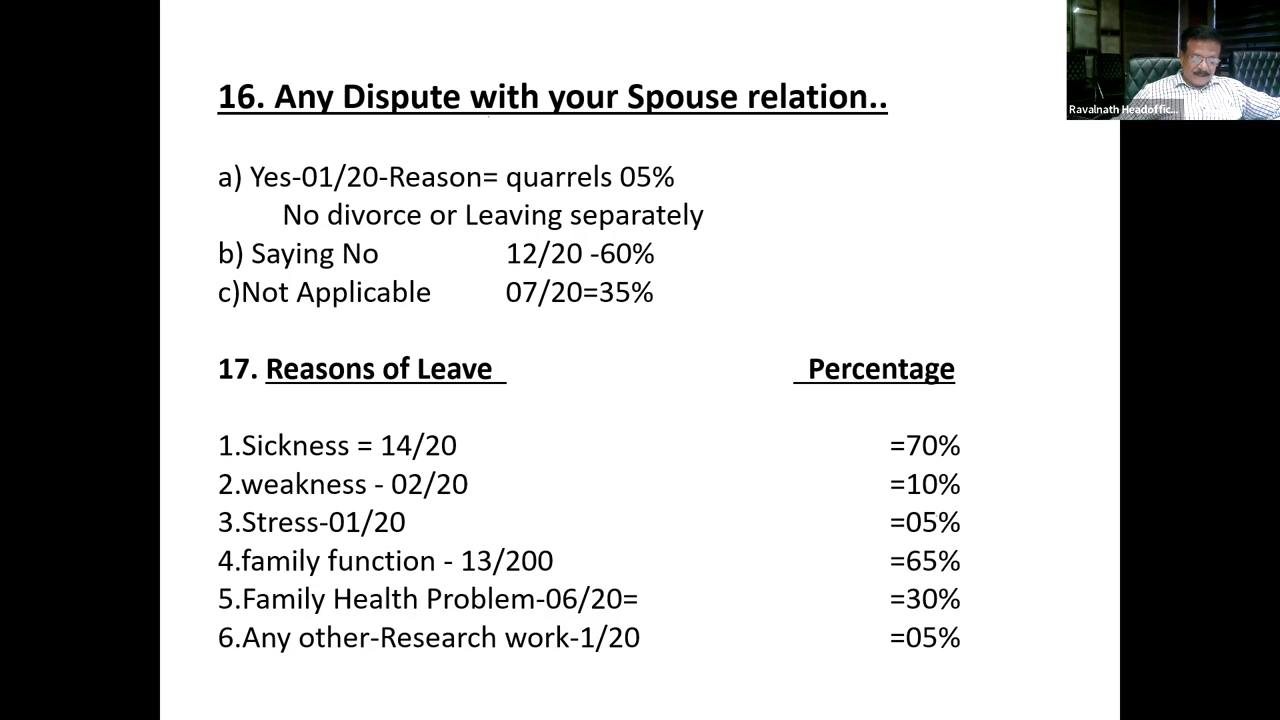 16. Any Dispute with your Spouse relation..
Ravalnath Headoffic...
a) Yes-01/20-Reason= quarrels 05%
No divorce or Leaving separately
b) Saying No 12/20 -60%
c)Not Applicable 07/20=35%
17. Reasons of Leave Percentage
1.Sickness = 14/20 =70%
2.weakness - 02/20 =10%
3.Stress-01/20 =05%
4.family function - 13/200 =65%
5.Family Health Problem-06/20= =30%
6.Any other-Research work-1/20 =05%